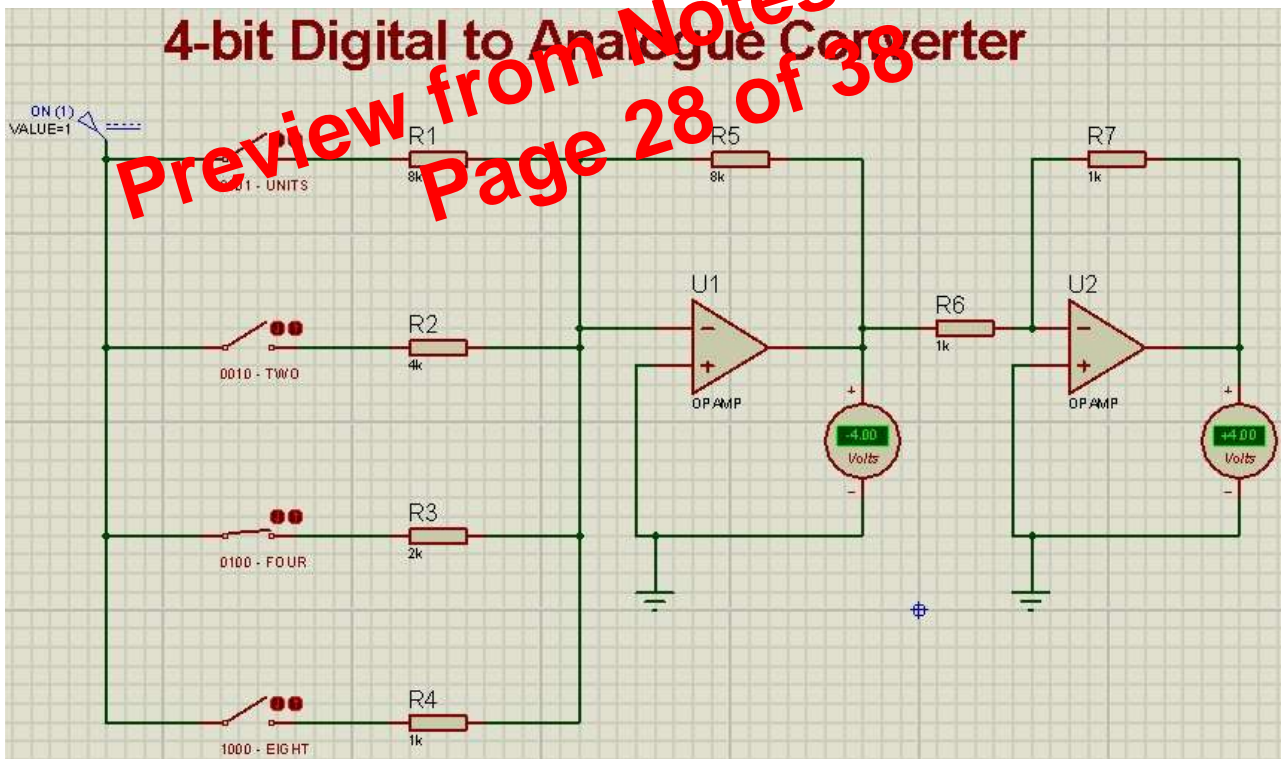 4-bit Digital to Analogue Converter
Preview from Notes
Page 28 of 38
ON (1)
VALUE=1
R1
8k
- UNITS
R5
8k
R7
1k
0010 - TWO
R2
4k
U1
OPAMP
R6
1k
U2
OPAMP
-4.00
Volts
+4.00
Volts
0100 - FOUR
R3
2k
1000 - EIGHT
R4
1k